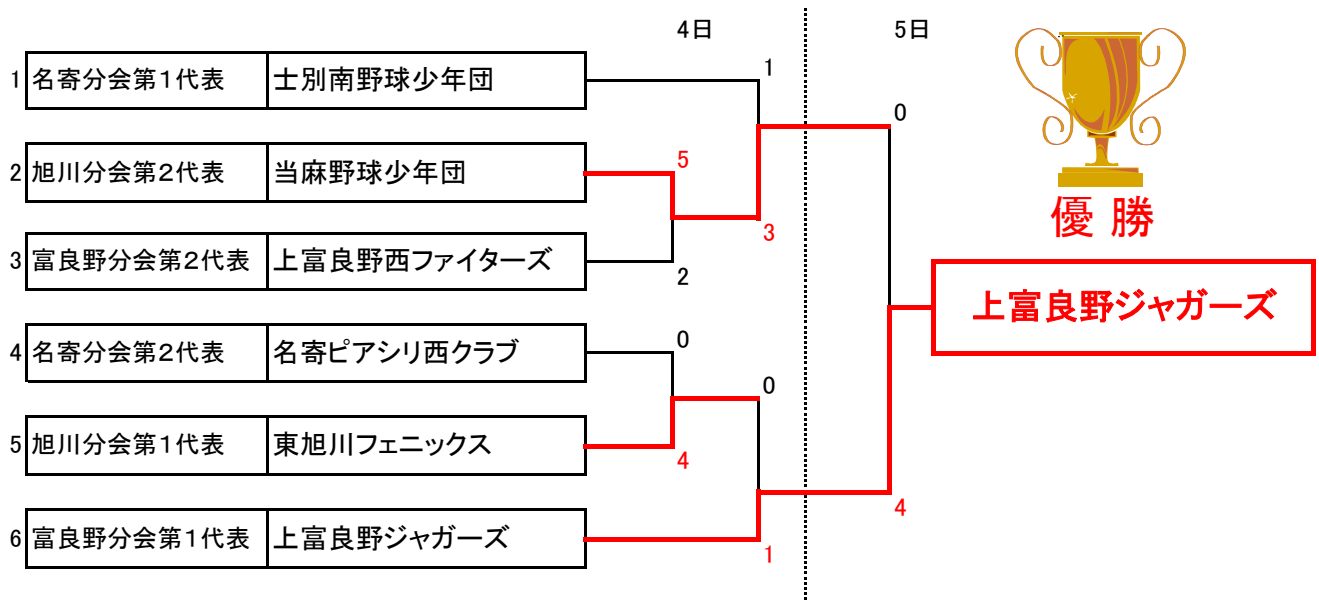 4日
5日
1 名寄分会第1代表 士別南野球少年団
1
0
2 旭川分会第2代表 当麻野球少年団
5
優 勝
3
3 富良野分会第2代表 上富良野西ファイターズ
2
上富良野ジャガーズ
4 名寄分会第2代表 名寄ピアシリ西クラブ
0
0
5 旭川分会第1代表 東旭川フェニックス
4
4
6 富良野分会第1代表 上富良野ジャガーズ
1